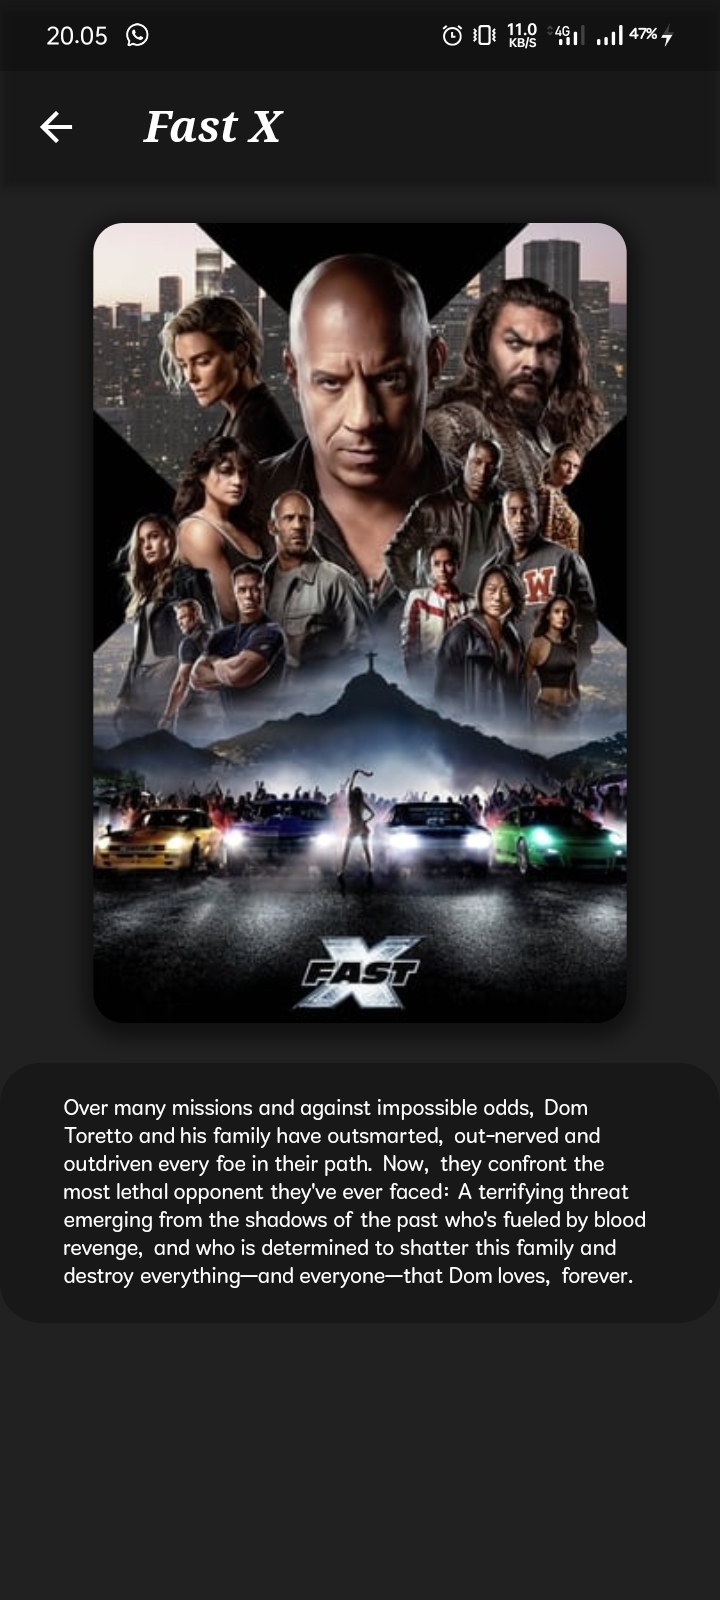 20.05
11.0
KB/S
4G
47%
Fast X
W
FAST
X
Over many missions and against impossible odds, Dom
Toretto and his family have outsmarted, out-nerved and
outdriven every foe in their path. Now, they confront the
most lethal opponent they've ever faced: A terrifying threat
emerging from the shadows of the past who's fueled by blood
revenge, and who is determined to shatter this family and
destroy everything—and everyone—that Dom loves, forever.